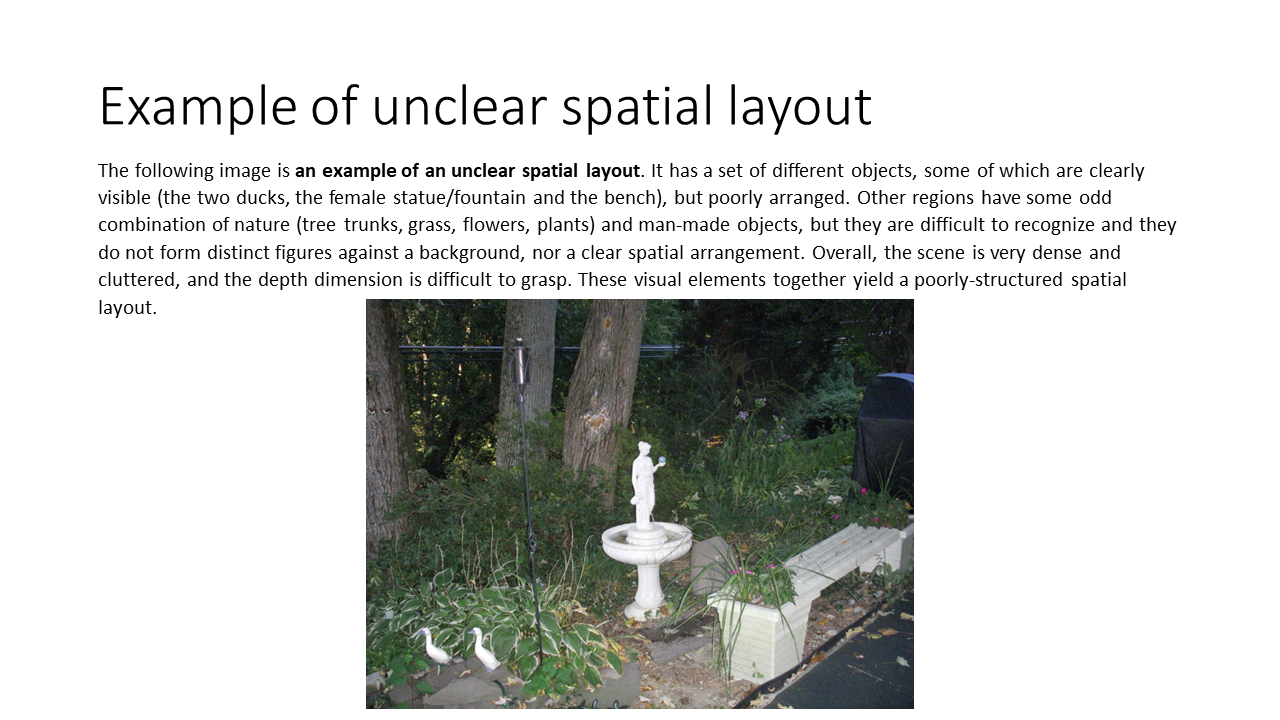 Example of unclear spatial layout
The following image is an example of an unclear spatial layout. It has a set of different objects, some of which are clearly
visible (the two ducks, the female statue/fountain and the bench), but poorly arranged. Other regions have some odd
combination of nature (tree trunks, grass, flowers, plants) and man-made objects, but they are difficult to recognize and they
do not form distinct figures against a background, nor a clear spatial arrangement. Overall, the scene is very dense and
cluttered, and the depth dimension is difficult to grasp. These visual elements together yield a poorly-structured spatial
layout.